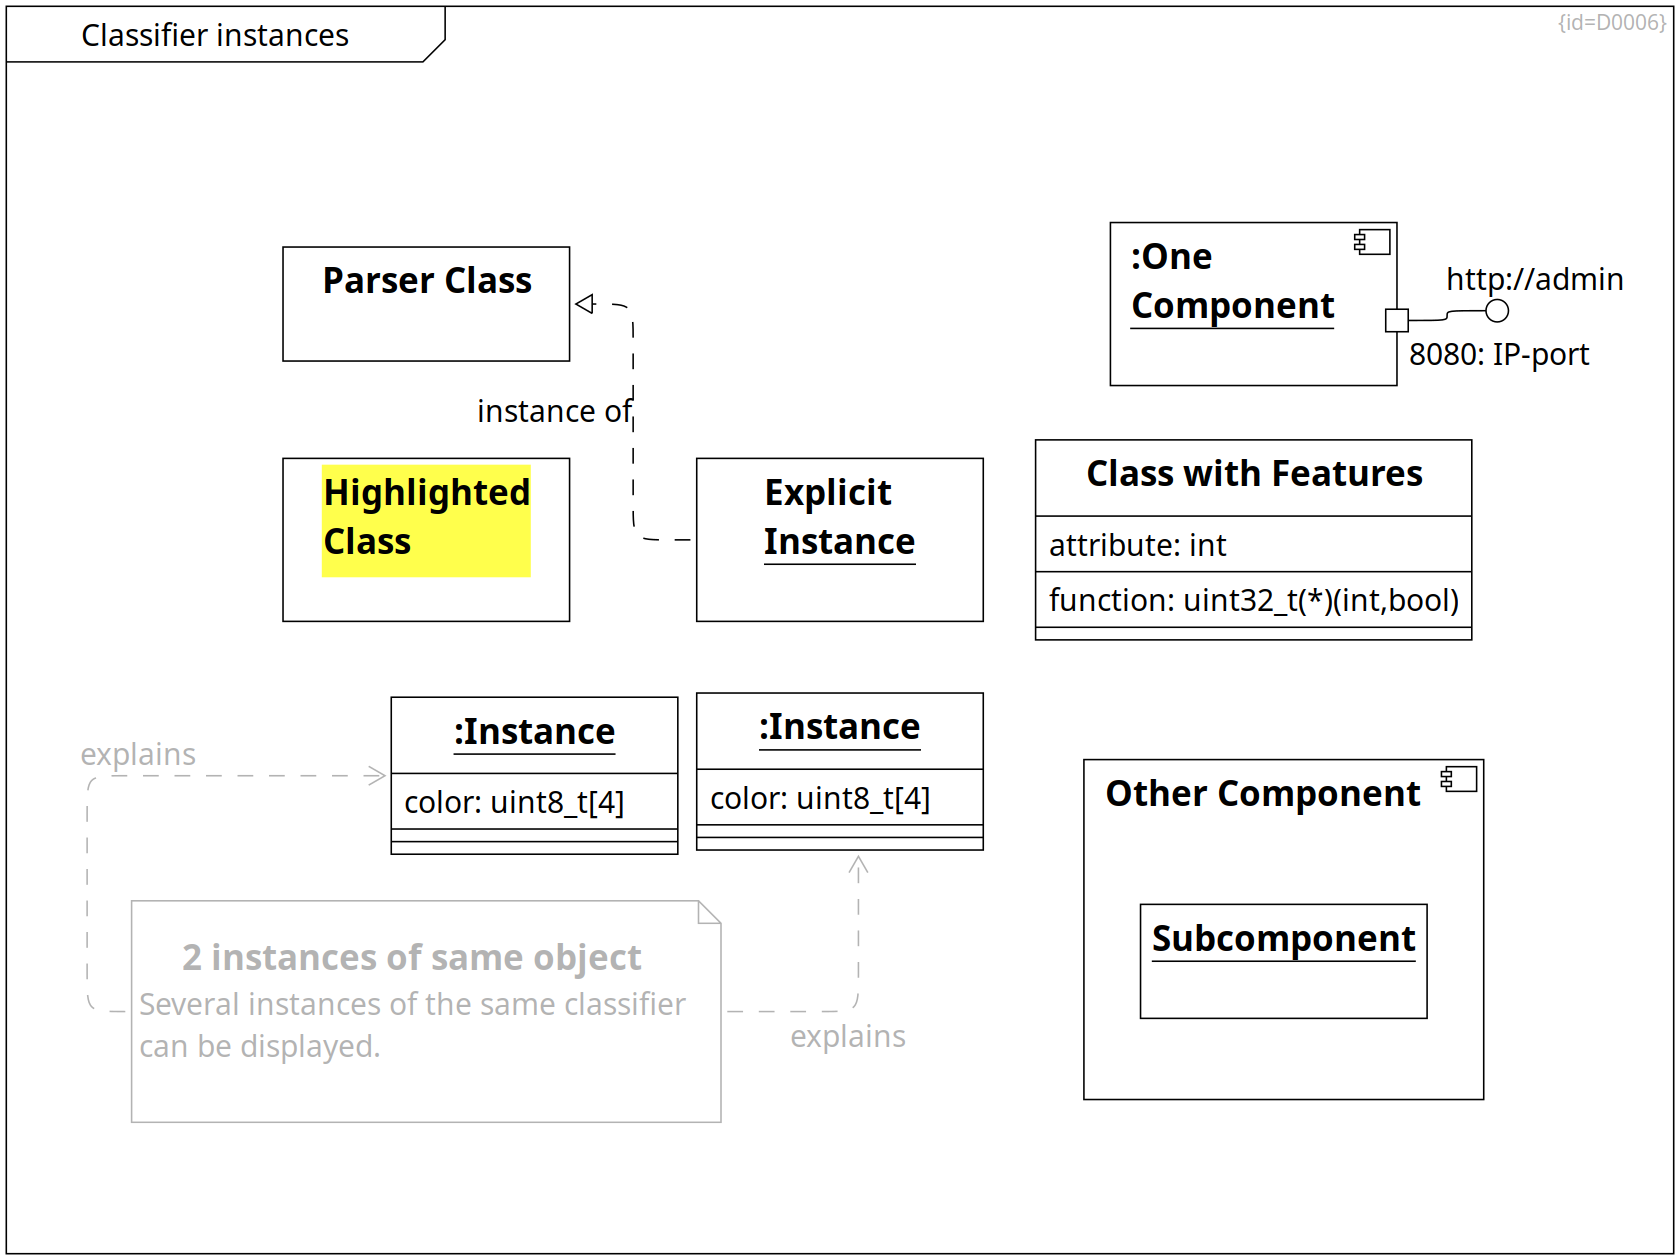 Classifier instances
{id=D0006}
Parser Class
:One
Component
http://admin
8080: IP-port
instance of
Highlighted
Class
Explicit
Instance
Class with Features
attribute: int
function: uint32_t(*)(int,bool)
:Instance
color: uint8_t[4]
:Instance
color: uint8_t[4]
explains
Other Component
Subcomponent
2 instances of same object
Several instances of the same classifier
can be displayed.
explains